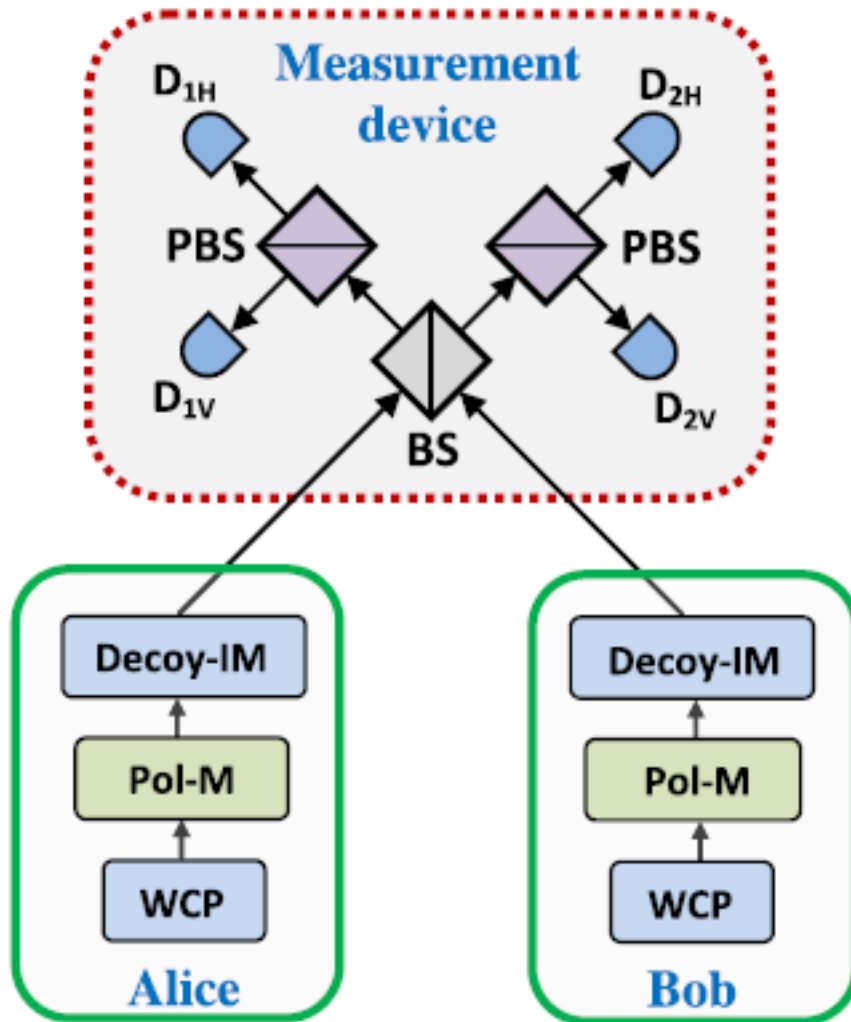 Measurement
device
D1H
D2H
PBS
PBS
D1V
BS
D2V
Decoy-IM
Decoy-IM
Pol-M
Pol-M
WCP
WCP
Alice
Bob